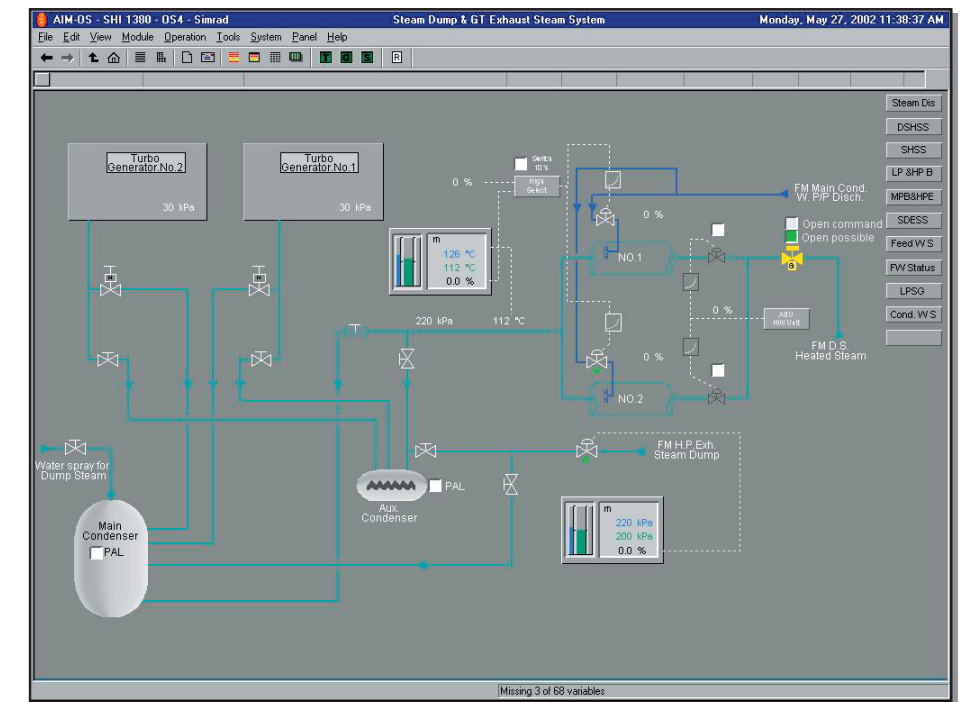 AIM-OS - SHI 1380 - OS4 - Simrad
Steam Dump & GT Exhaust Steam System
Monday, May 27, 2002 11:38:37 AM
File Edit View Module Operation Tools System Panel Help
T G S R
Steam Dis
DSHSS
SHSS
LP &HP B
MPB&HPE
SDESS
Feed W S
FW Status
LPSG
Cond. W S
Turbo
Generator.No.2
30 kPa
Turbo
Generator.No.1
30 kPa
0 %
10%
High
Select
FM Main Cond.
W. P/P Disch.
0 %
Open command
Open possible
a
m
126 °C
112 °C
0.0 %
NO.1
220 kPa
112 °C
0 %
HW Unit
FM D.S.
Heated Steam
0 %
NO.2
M
M
Water spray for
Dump Steam
FM H.P.Exh.
Steam Dump
PAL
Aux.
Condenser
Main
Condenser
PAL
m
220 kPa
200 kPa
0.0 %
Missing 3 of 68 variables